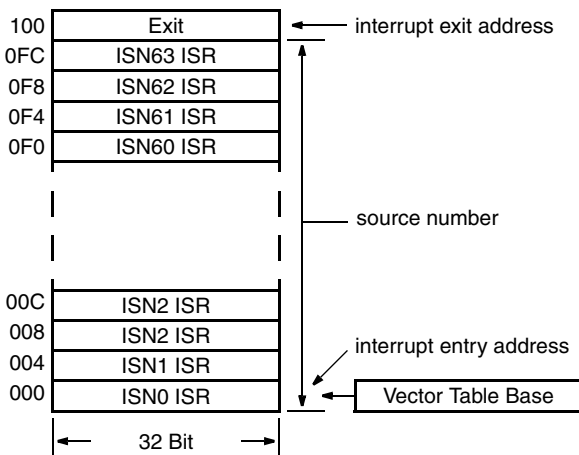 100 Exit interrupt exit address
0FC ISN63 ISR
0F8 ISN62 ISR
0F4 ISN61 ISR
0F0 ISN60 ISR
source number
00C ISN2 ISR
008 ISN2 ISR
interrupt entry address
004 ISN1 ISR
000 ISN0 ISR Vector Table Base
32 Bit